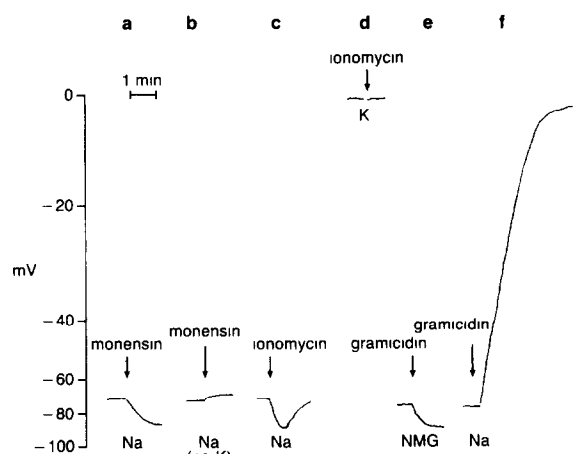 a b c d e f
ionomycin
1 min
0
K
−20
mV
−40
monensin monensin ionomycin gramicidin gramicidin
−60
−80
−100
Na Na Na NMG Na